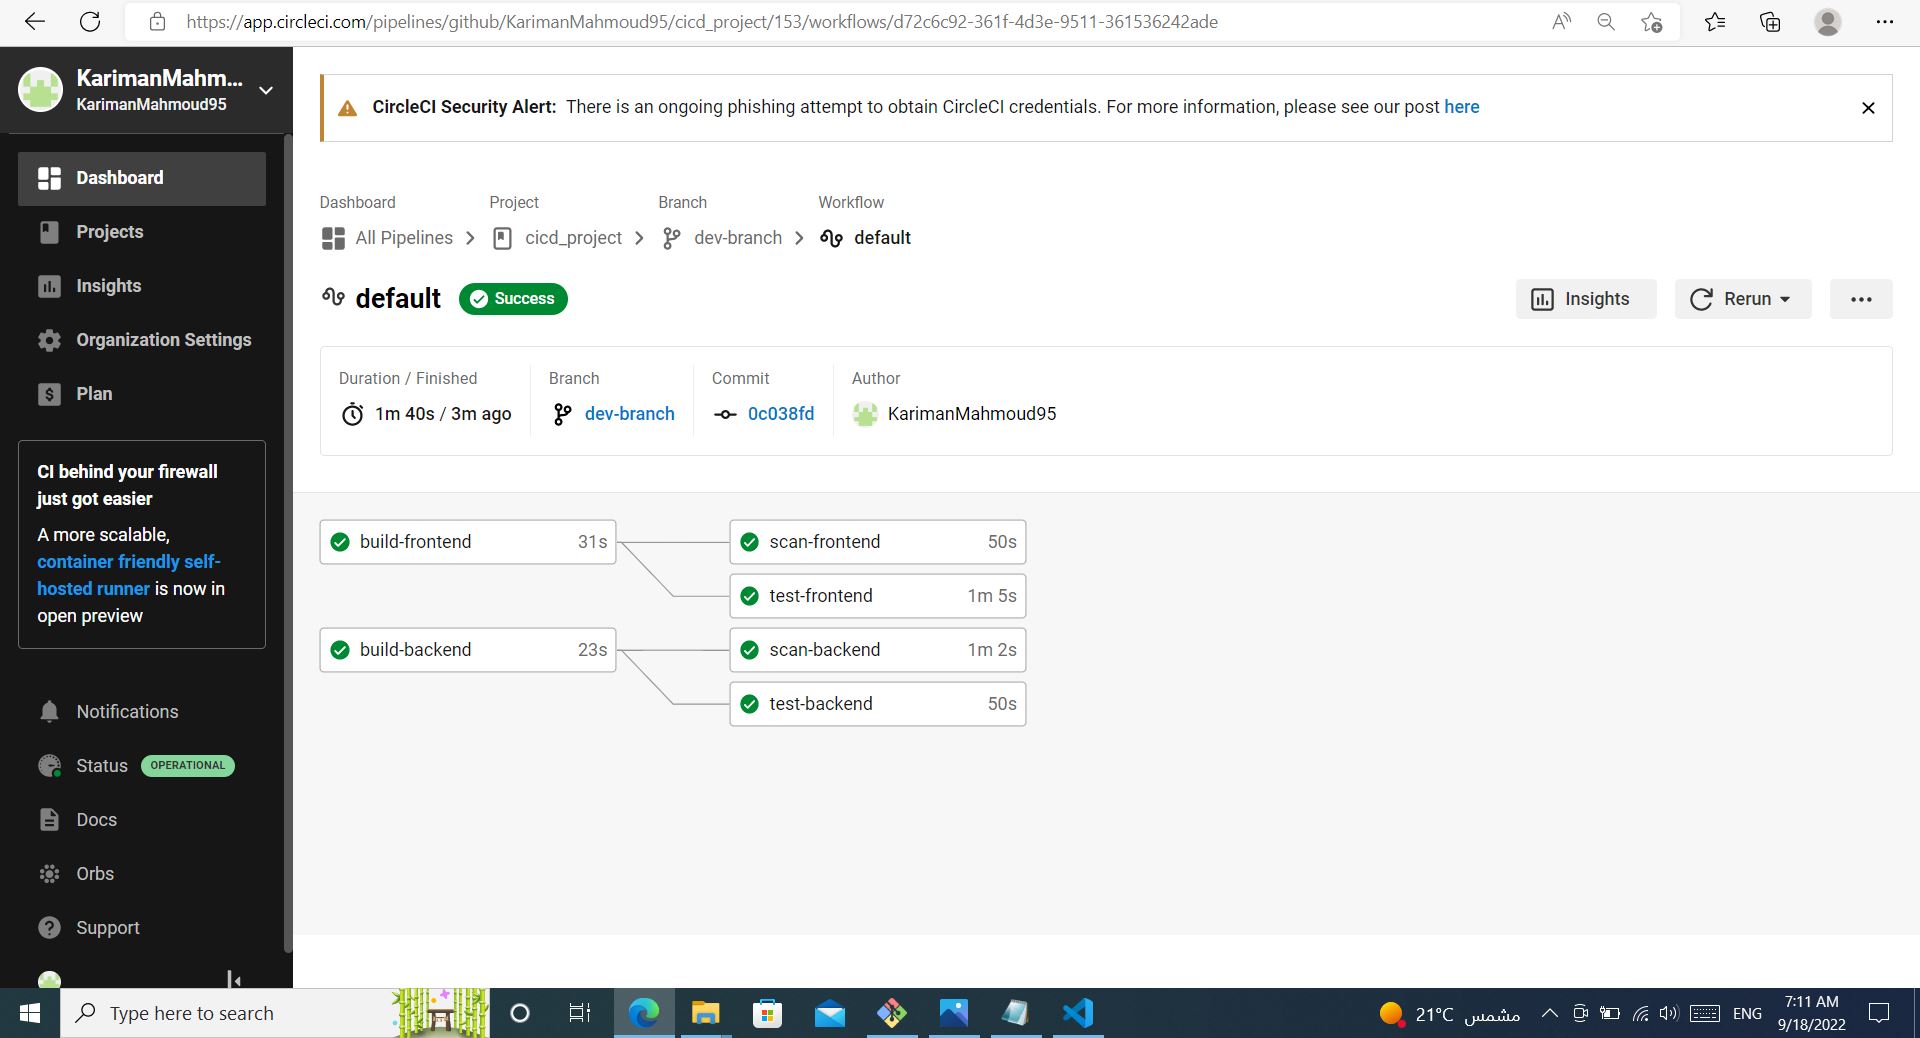 https://app.circleci.com/pipelines/github/KarimanMahmoud95/cicd_project/153/workflows/d72c6c92-361f-4d3e-9511-361536242ade
KarimanMahm...
KarimanMahmoud95
Dashboard
Projects
Insights
Organization Settings
Plan
CI behind your firewall
just got easier
A more scalable,
container friendly self-
hosted runner is now in
open preview
Notifications
Status OPERATIONAL
Docs
Orbs
Support
CircleCI Security Alert: There is an ongoing phishing attempt to obtain CircleCI credentials. For more information, please see our post here
Dashboard Project Branch Workflow
All Pipelines cicd_project dev-branch default
default Success
Insights Rerun
Duration / Finished Branch Commit Author
1m 40s / 3m ago dev-branch 0c038fd KarimanMahmoud95
build-frontend 31s scan-frontend 50s
test-frontend 1m 5s
build-backend 23s scan-backend 1m 2s
test-backend 50s
Type here to search
21°C مشمس
ENG
7:11 AM
9/18/2022